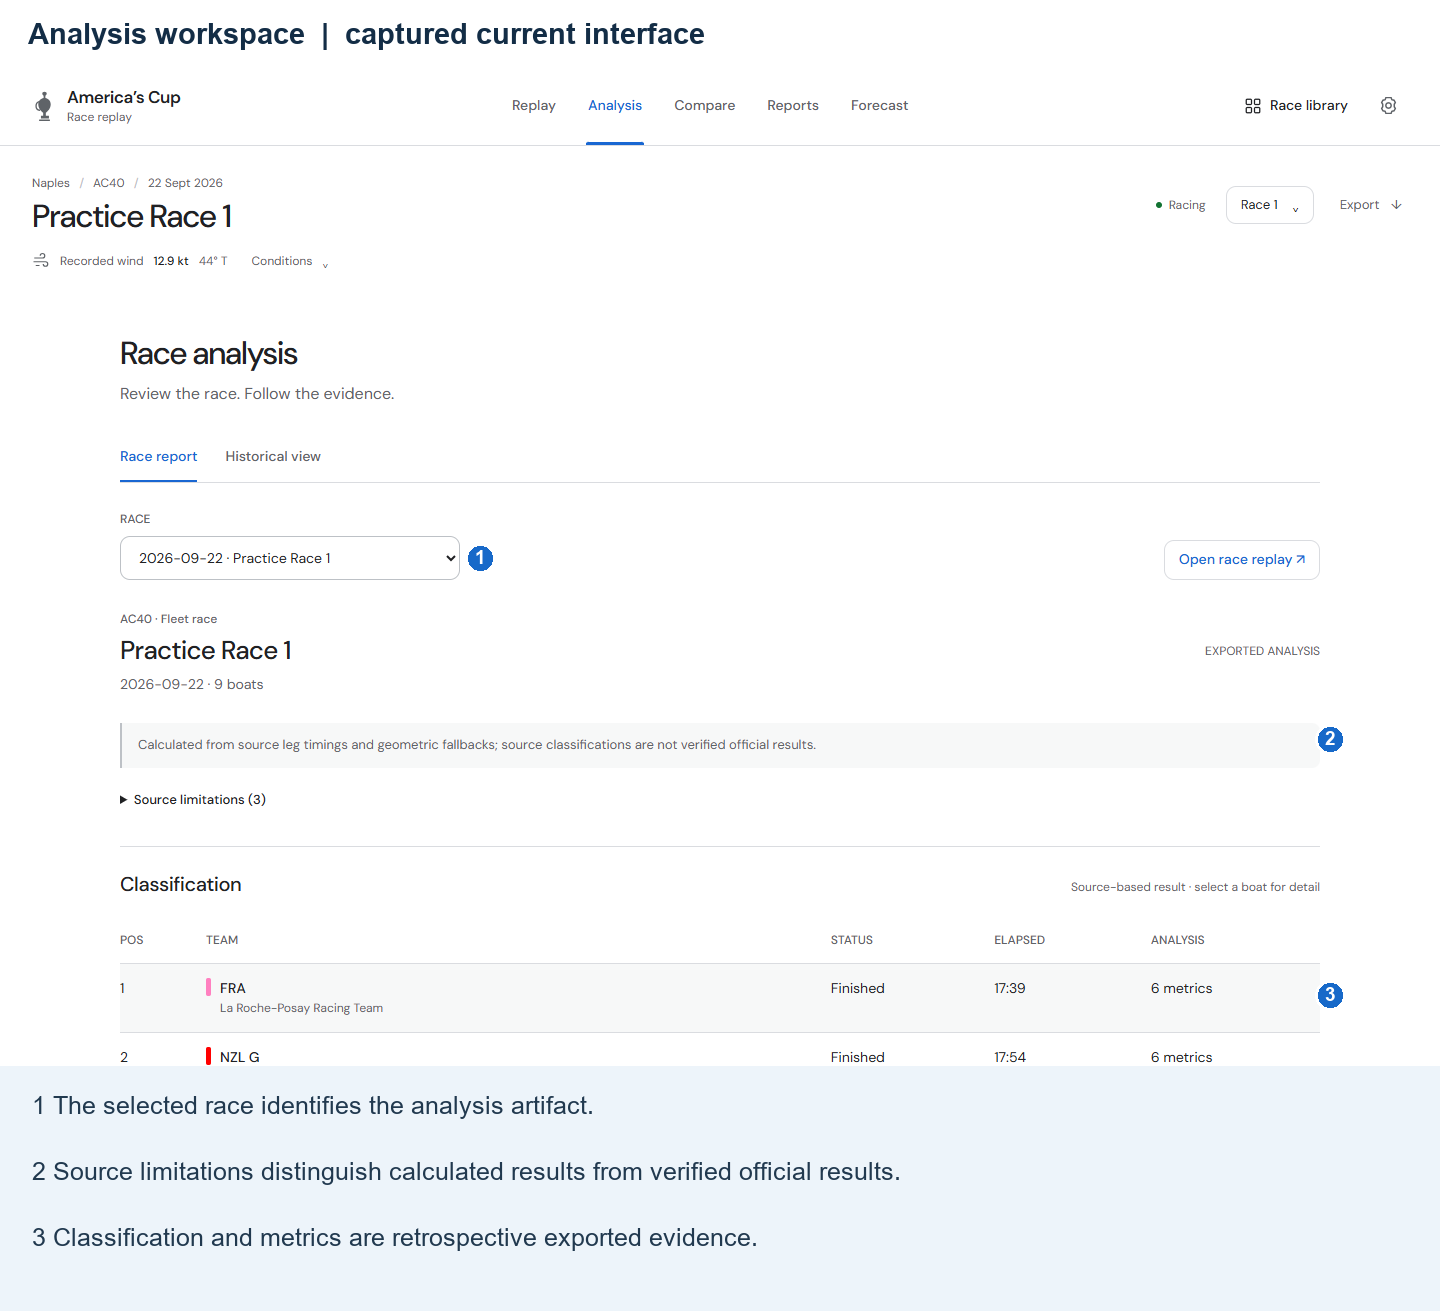 Analysis workspace | captured current interface
America's Cup
Race replay
Replay Analysis Compare Reports Forecast
Race library
Naples / AC40 / 22 Sept 2026
Practice Race 1
Racing
Race 1
Export ↓
Recorded wind 12.9 kt 44° T Conditions
Race analysis
Review the race. Follow the evidence.
Race report Historical view
RACE
2026-09-22 · Practice Race 1
1
Open race replay ↗
AC40 · Fleet race
Practice Race 1
EXPORTED ANALYSIS
2026-09-22 · 9 boats
Calculated from source leg timings and geometric fallbacks; source classifications are not verified official results.
2
Source limitations (3)
Classification
Source-based result · select a boat for detail
POS TEAM STATUS ELAPSED ANALYSIS
1 FRA Finished 17:39 6 metrics
La Roche-Posay Racing Team
3
2 NZL G Finished 17:54 6 metrics
1 The selected race identifies the analysis artifact.
2 Source limitations distinguish calculated results from verified official results.
3 Classification and metrics are retrospective exported evidence.